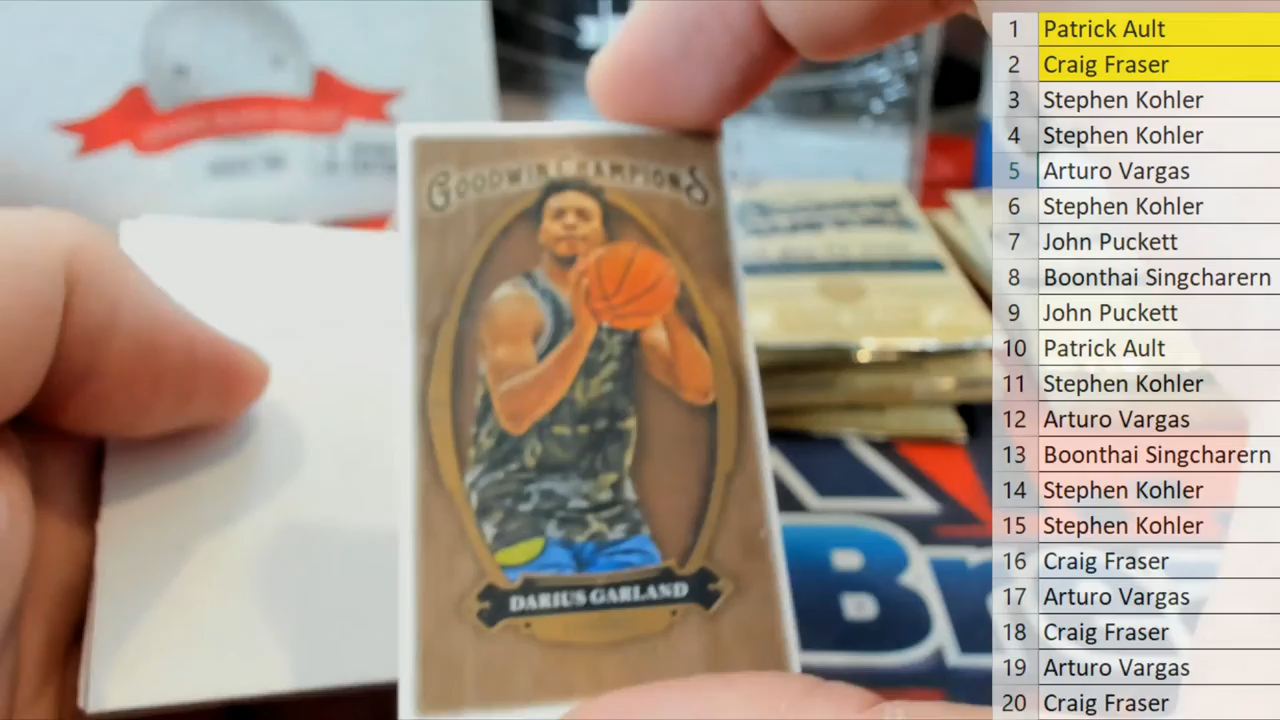 GOODWIN CHAMPIONS
DARIUS GARLAND
Br
1 Patrick Ault
2 Craig Fraser
3 Stephen Kohler
4 Stephen Kohler
5 Arturo Vargas
6 Stephen Kohler
7 John Puckett
8 Boonthai Singcharern
9 John Puckett
10 Patrick Ault
11 Stephen Kohler
12 Arturo Vargas
13 Boonthai Singcharern
14 Stephen Kohler
15 Stephen Kohler
16 Craig Fraser
17 Arturo Vargas
18 Craig Fraser
19 Arturo Vargas
20 Craig Fraser